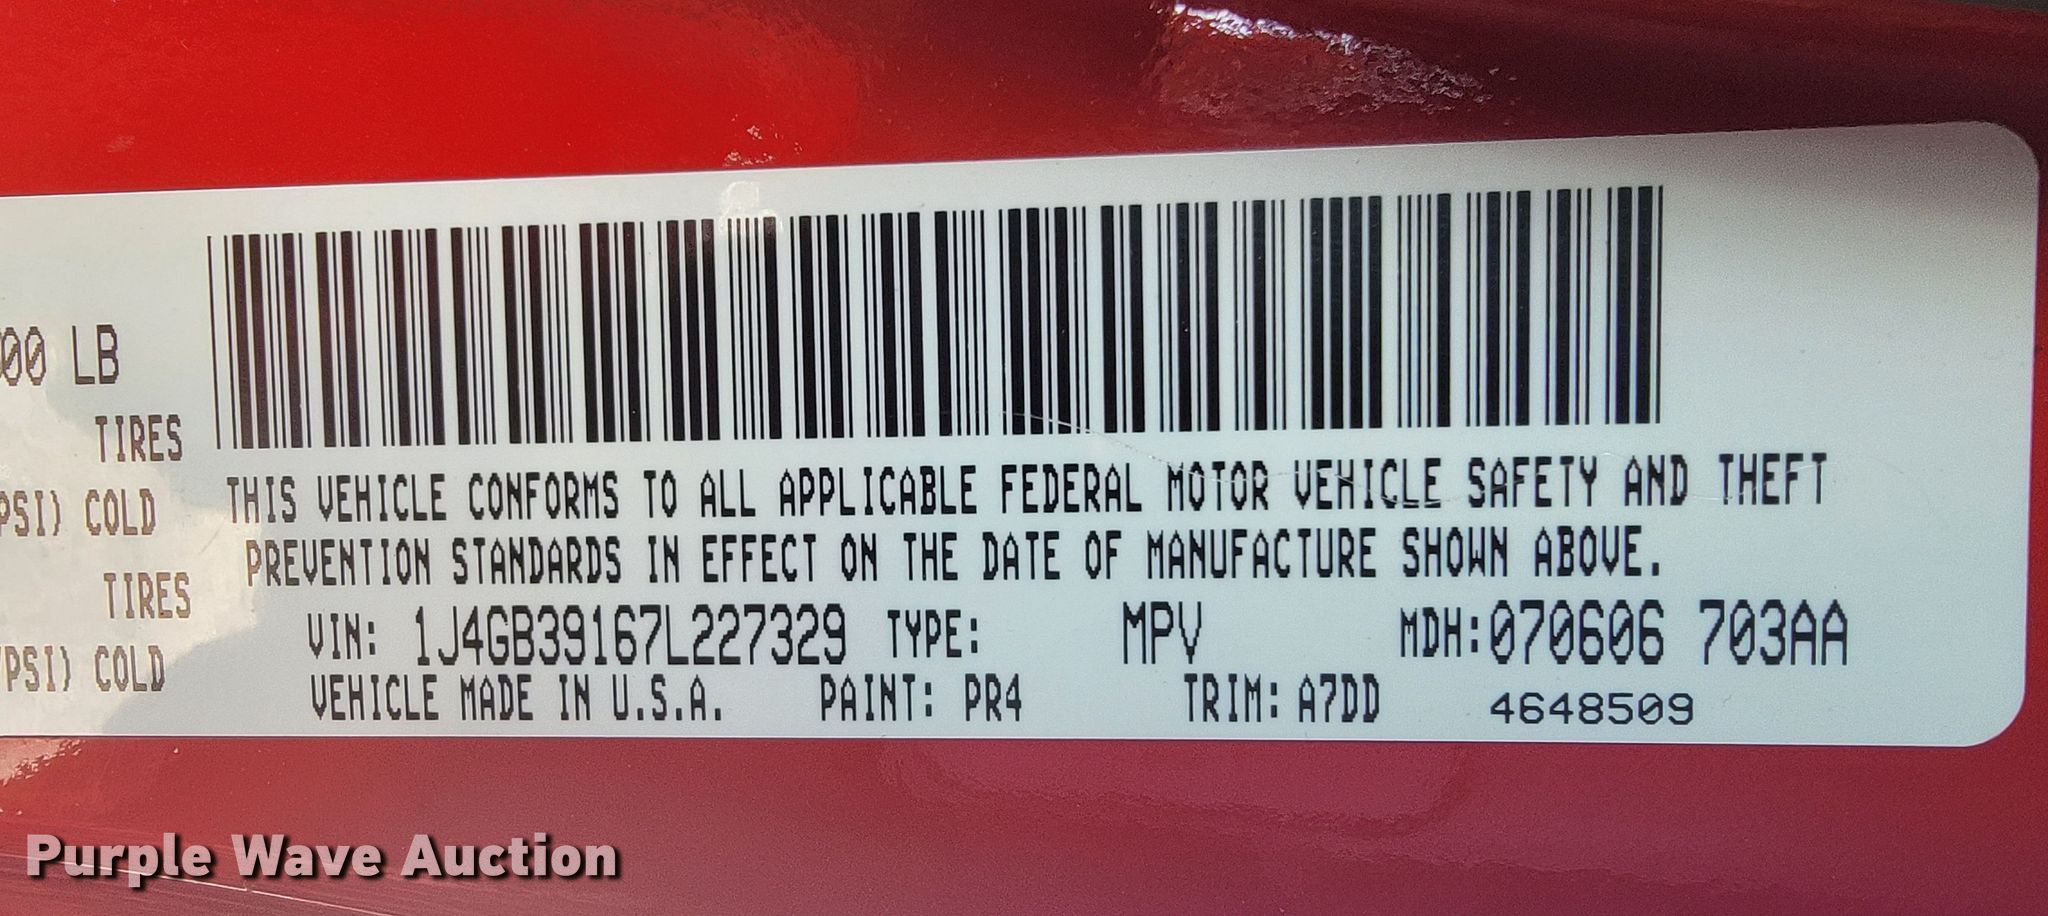 00 LB
TIRES
PSI) COLD
TIRES
PSI) COLD
THIS VEHICLE CONFORMS TO ALL APPLICABLE FEDERAL MOTOR VEHICLE SAFETY AND THEFT
PREVENTION STANDARDS IN EFFECT ON THE DATE OF MANUFACTURE SHOWN ABOVE.
VIN: 1J4GB39167L227329 TYPE: MPV MDH:070606 703AA
VEHICLE MADE IN U.S.A. PAINT: PR4 TRIM: A7DD 4648509
Purple Wave Auction